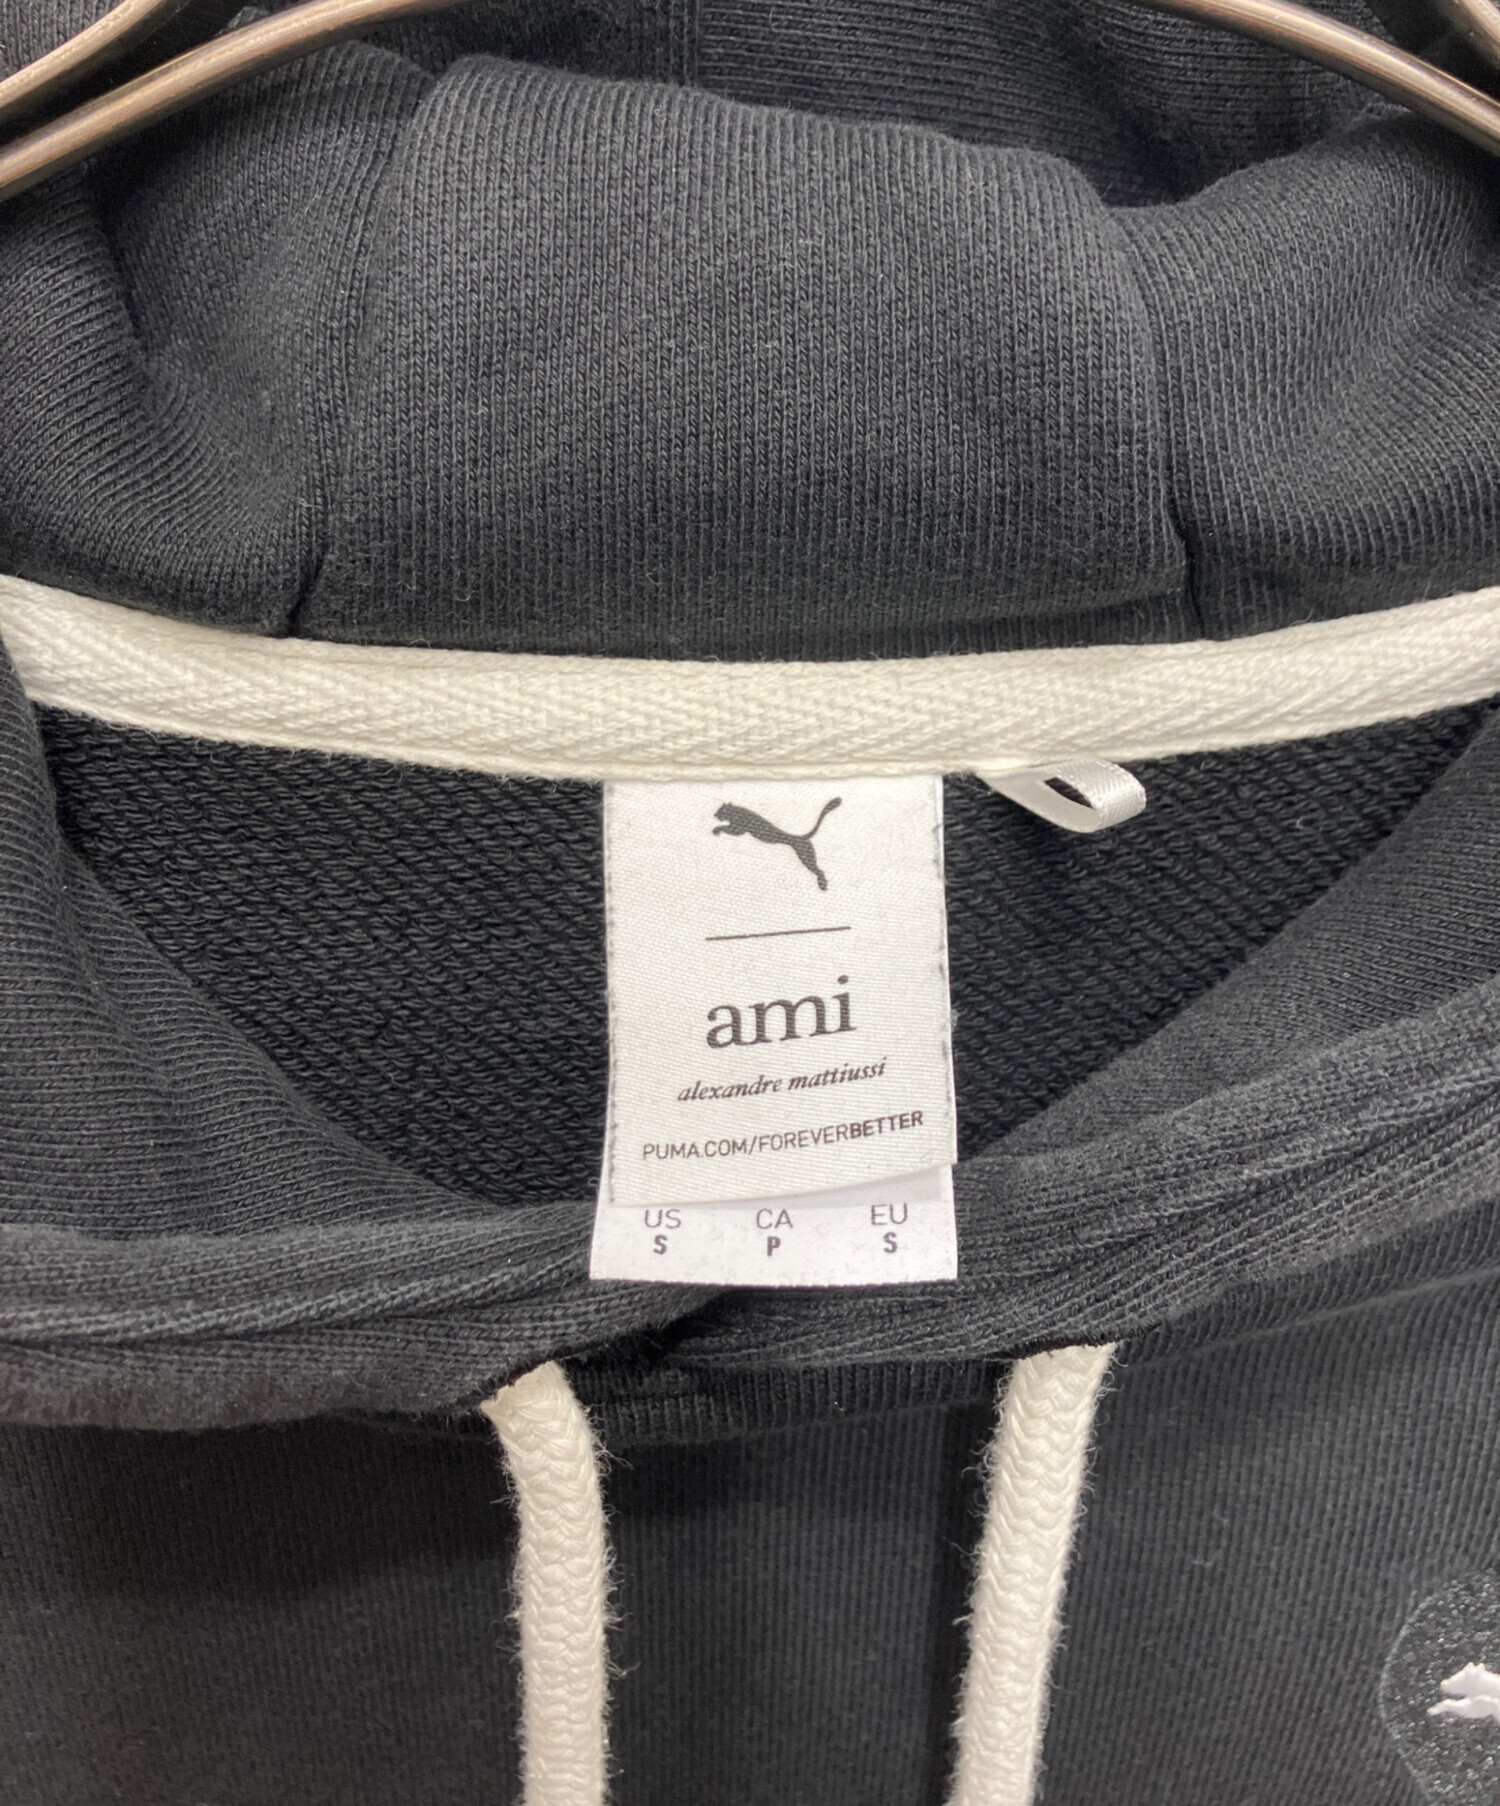 ami
alexandre mattiussi
PUMA.COM/FOREVERBETTER
US CA EU
S P S